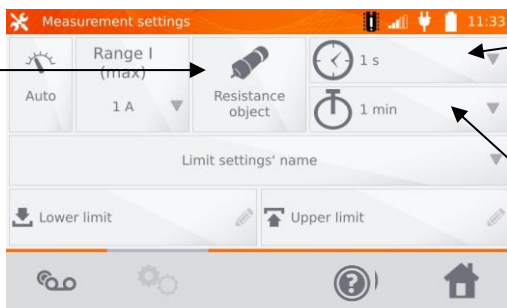 Measurement settings
11:33
Auto
Range I
(max)
1 A
Resistance
object
1 s
1 min
Limit settings' name
Lower limit
Upper limit
?